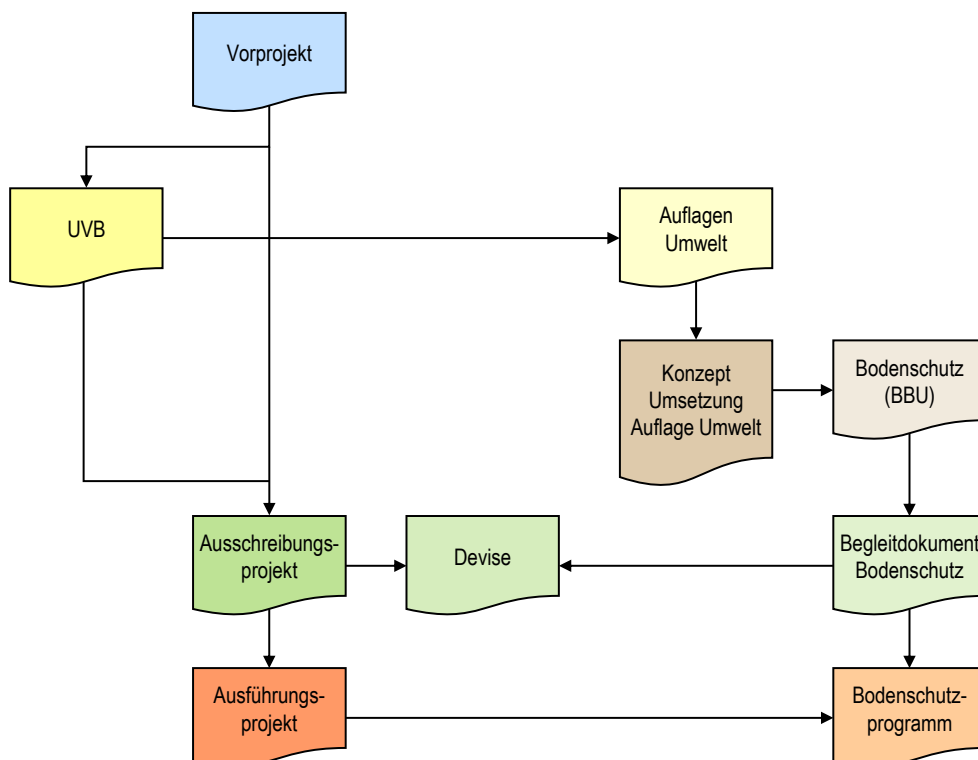 Vorprojekt
UVB
Auflagen
Umwelt
Konzept
Umsetzung
Auflage Umwelt
Bodenschutz
(BBU)
Ausschreibungs-
projekt
Devise
Begleitdokument
Bodenschutz
Ausführungs-
projekt
Bodenschutz-
programm